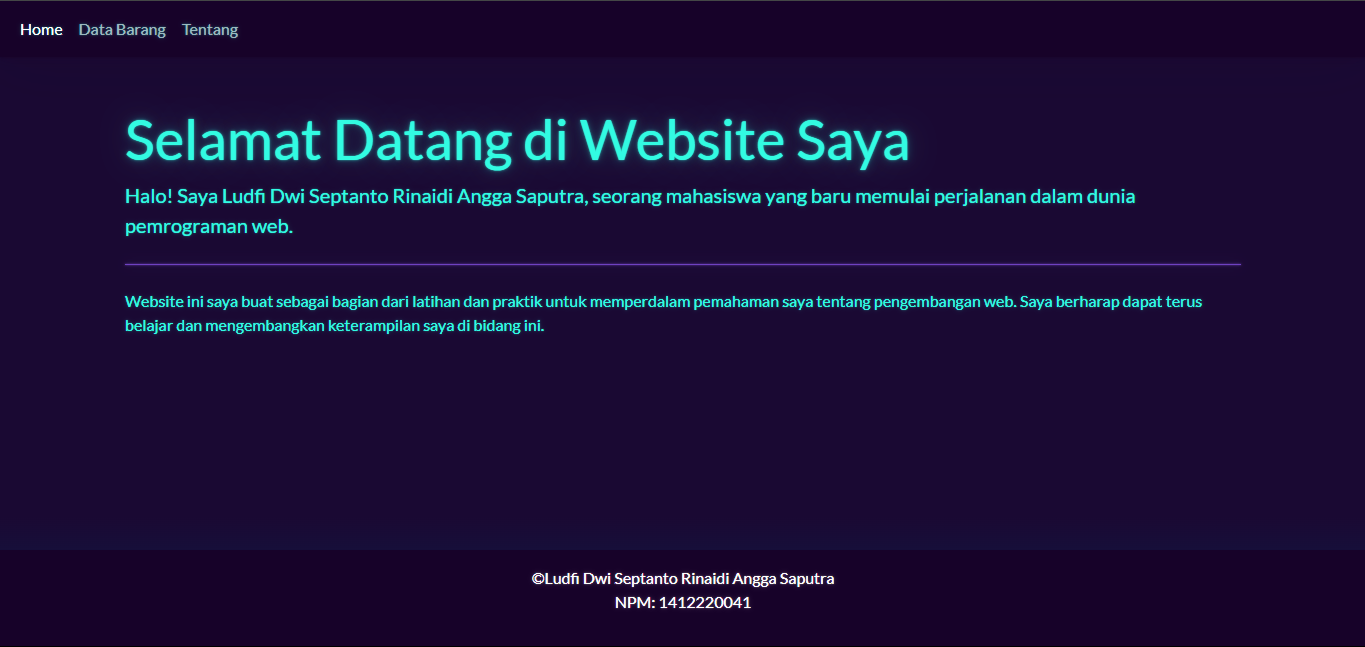 Home Data Barang Tentang
Selamat Datang di Website Saya
Halo! Saya Ludfi Dwi Septanto Rinaidi Angga Saputra, seorang mahasiswa yang baru memulai perjalanan dalam dunia
pemrograman web.
Website ini saya buat sebagai bagian dari latihan dan praktik untuk memperdalam pemahaman saya tentang pengembangan web. Saya berharap dapat terus
belajar dan mengembangkan keterampilan saya di bidang ini.
©Ludfi Dwi Septanto Rinaidi Angga Saputra
NPM: 1412220041